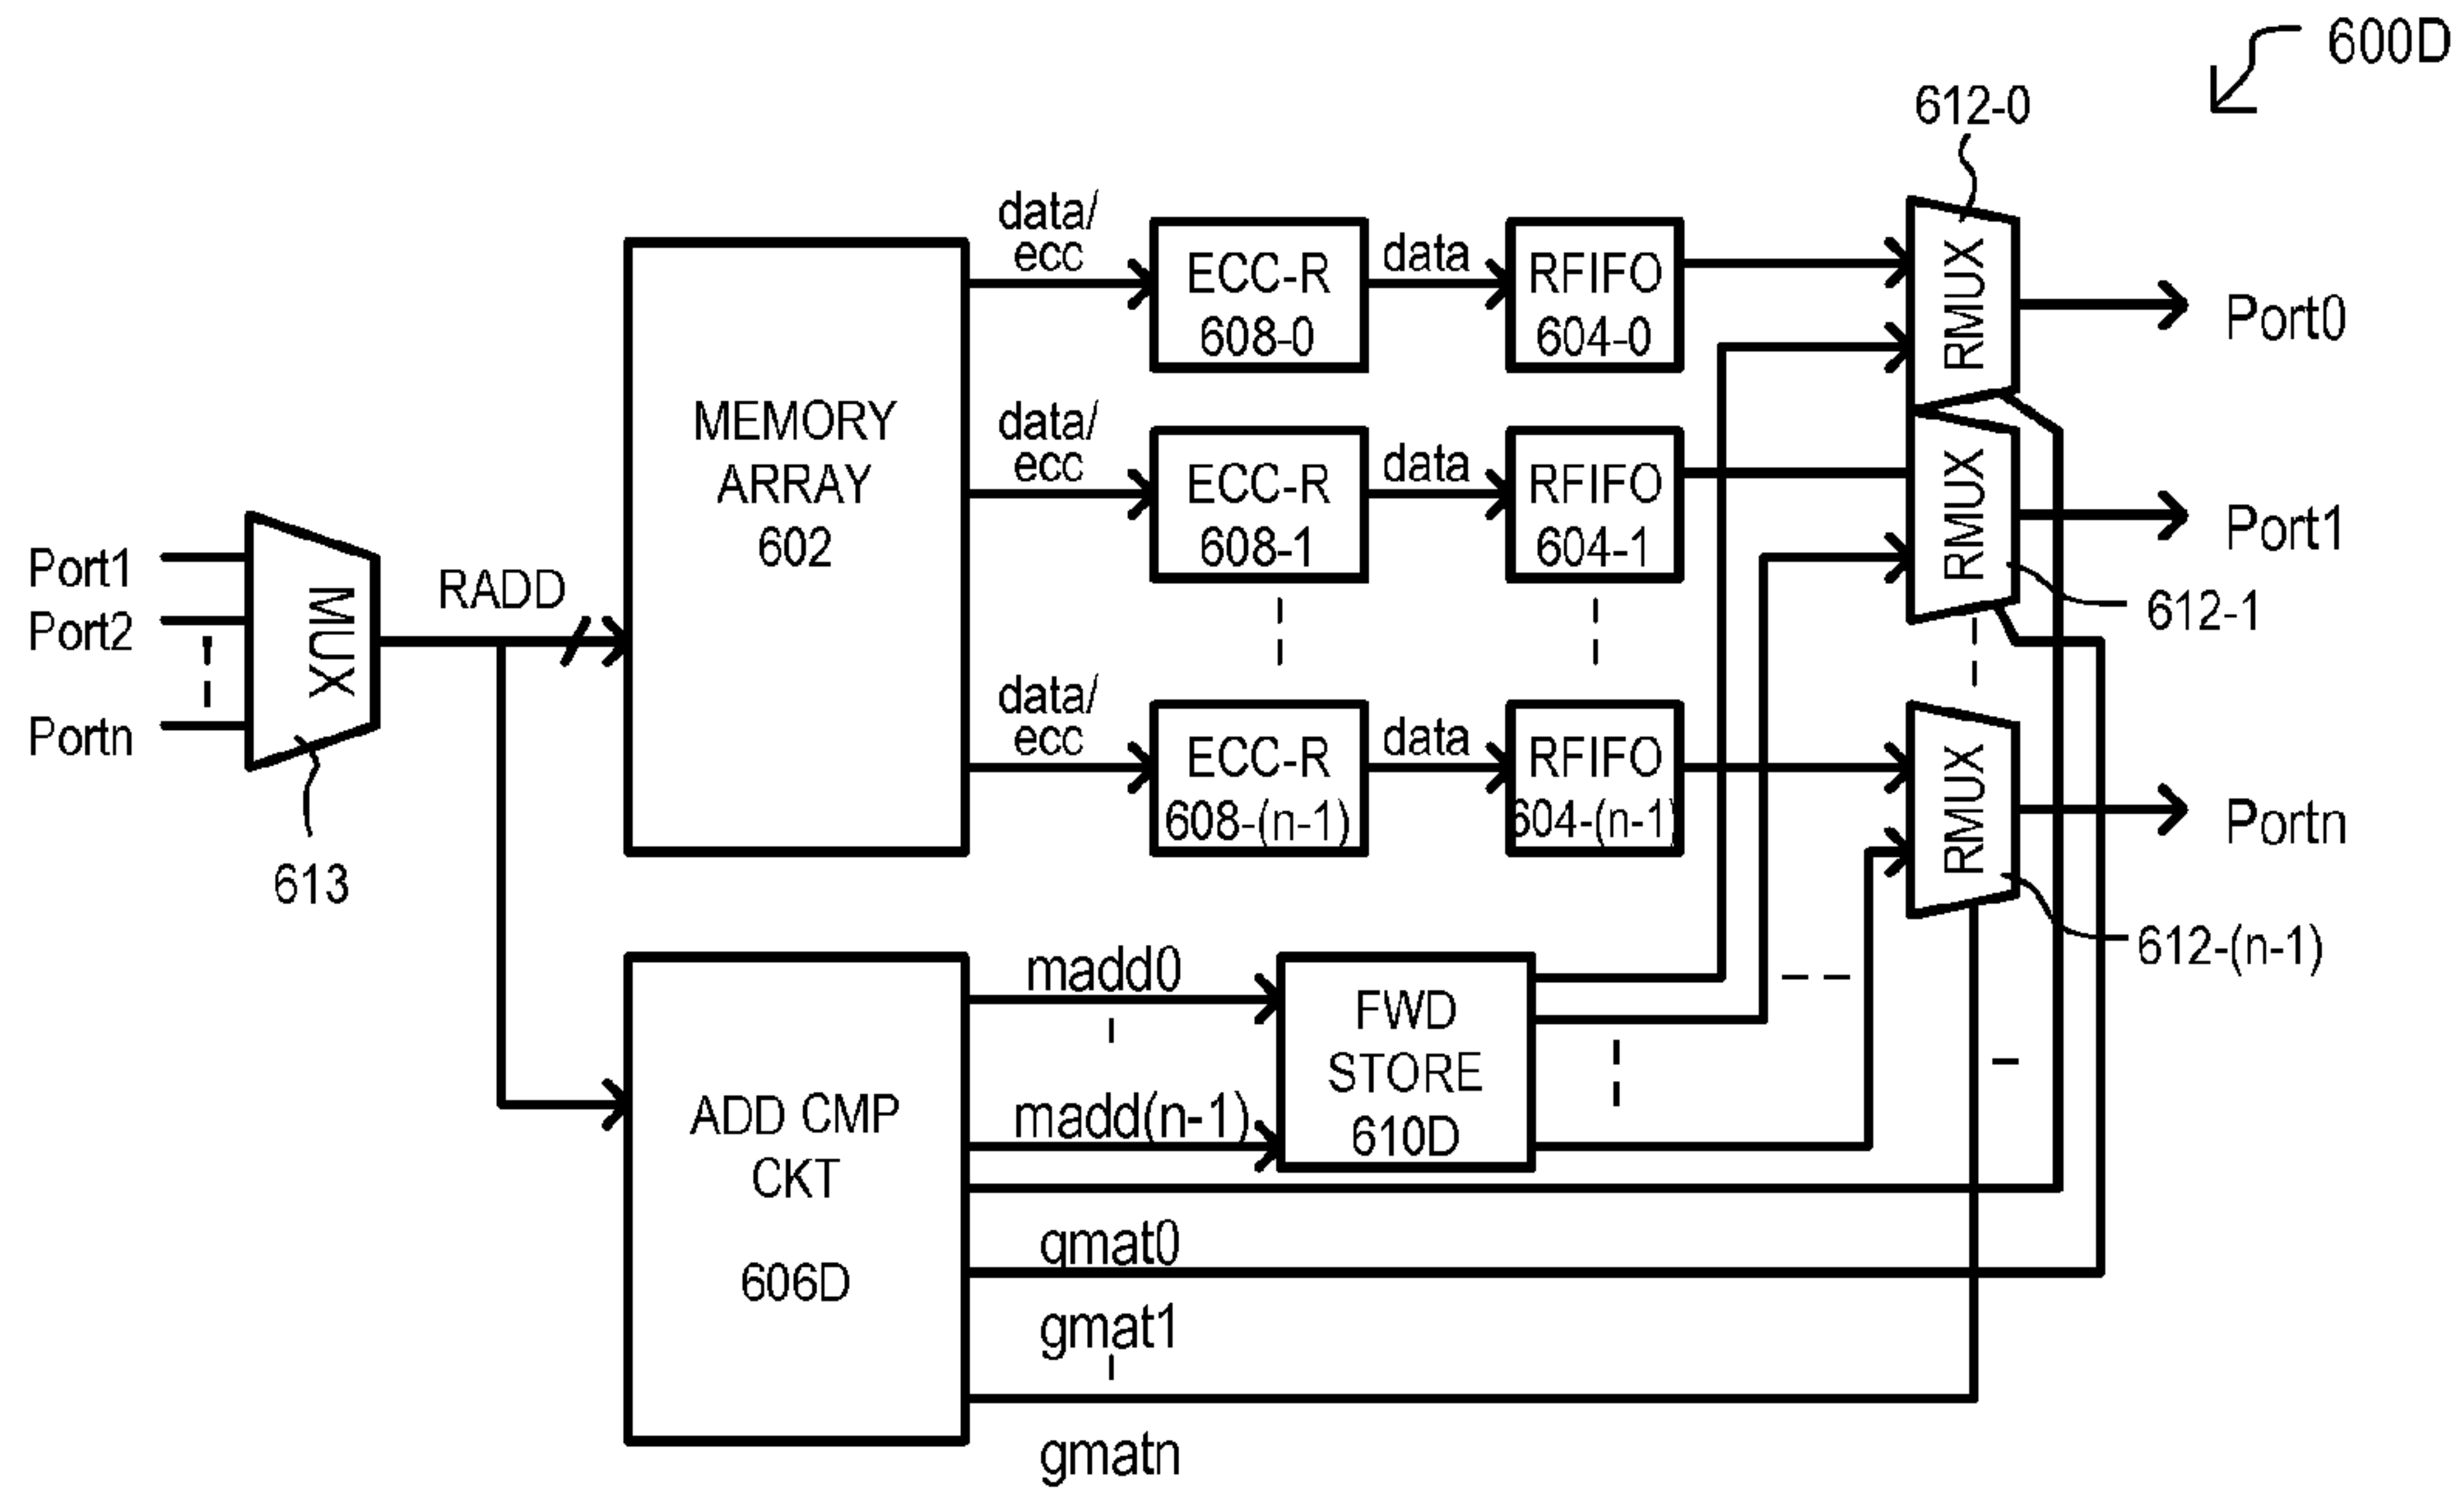 600D
612-0
data/
ecc
ECC-R
608-0
data
RFIFO
604-0
RMUX
Port0
MEMORY
ARRAY
602
data/
ecc
ECC-R
608-1
data
RFIFO
604-1
RMUX
Port1
612-1
Port1
Port2
Portn
MUX
613
RADD
data/
ecc
ECC-R
608-(n-1)
data
RFIFO
604-(n-1)
RMUX
Portn
612-(n-1)
ADD CMP
CKT
606D
madd0
madd(n-1)
FWD
STORE
610D
gmat0
gmat1
gmatn